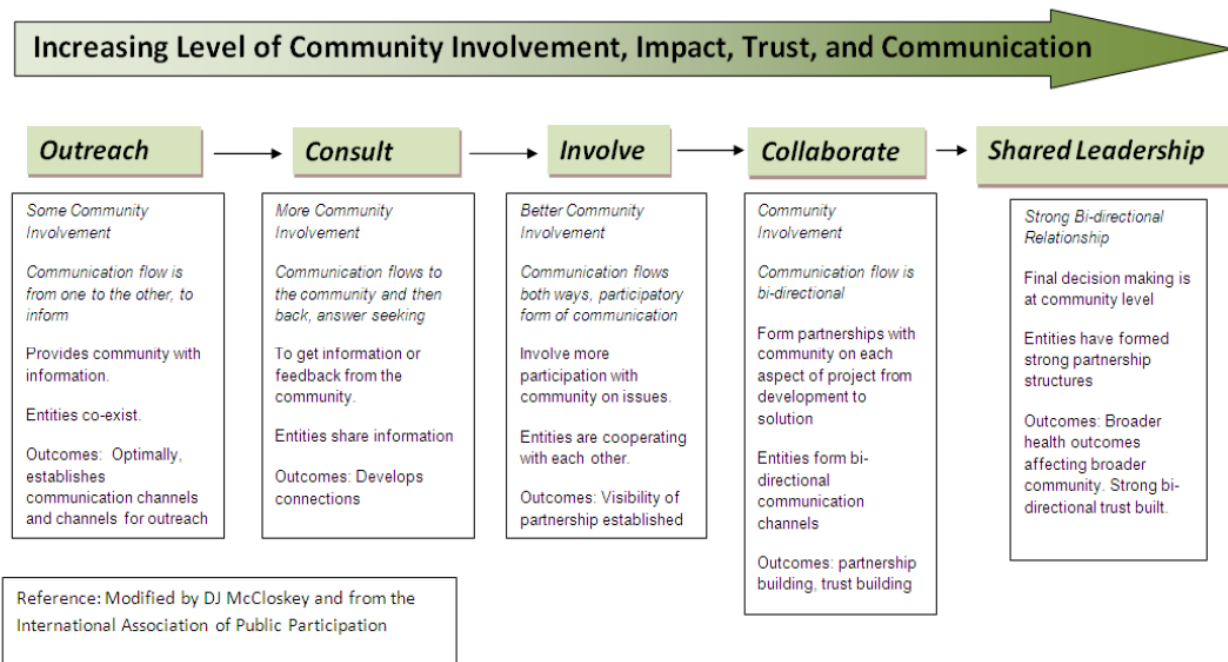 Increasing Level of Community Involvement, Impact, Trust, and Communication
Outreach
Some Community
Involvement
Communication flow is
from one to the other, to
inform
Provides community with
information.
Entities co-exist.
Outcomes: Optimally,
establishes
communication channels
and channels for outreach
Consult
More Community
Involvement
Communication flows to
the community and then
back, answer seeking
To get information or
feedback from the
community.
Entities share information
Outcomes: Develops
connections
Involve
Better Community
Involvement
Communication flows
both ways, participatory
form of communication
Involve more
participation with
community on issues.
Entities are cooperating
with each other.
Outcomes: Visibility of
partnership established
Collaborate
Community
Involvement
Communication flow is
bi-directional
Form partnerships with
community on each
aspect of project from
development to
solution
Entities form bi-
directional
communication
channels
Outcomes: partnership
building, trust building
Shared Leadership
Strong Bi-directional
Relationship
Final decision making is
at community level
Entities have formed
strong partnership
structures
Outcomes: Broader
health outcomes
affecting broader
community. Strong bi-
directional trust built.
Reference: Modified by DJ McCloskey and from the
International Association of Public Participation